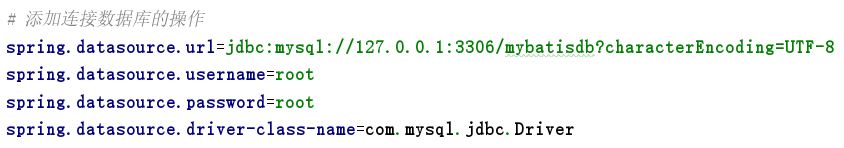 # 添加连接数据库的操作
spring.datasource.url=jdbc:mysql://127.0.0.1:3306/mybatisdb?characterEncoding=UTF-8
spring.datasource.username=root
spring.datasource.password=root
spring.datasource.driver-class-name=com.mysql.jdbc.Driver